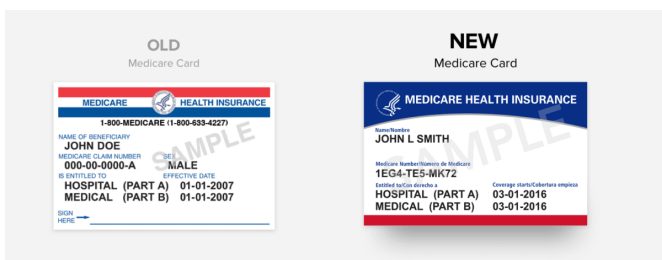 OLD
Medicare Card
MEDICARE HEALTH INSURANCE
1-800-MEDICARE (1-800-633-4227)
NAME OF BENEFICIARY
JOHN DOE
MEDICARE CLAIM NUMBER SEX
000-00-0000-A MALE
IS ENTITLED TO EFFECTIVE DATE
HOSPITAL (PART A) 01-01-2007
MEDICAL (PART B) 01-01-2007
SIGN
HERE
SAMPLE
NEW
Medicare Card
MEDICARE HEALTH INSURANCE
Name/Nombre
JOHN L SMITH
Medicare Number/Número de Medicare
1EG4-TE5-MK72
Entitled to/Con derecho a Coverage starts/Cobertura empieza
HOSPITAL (PART A) 03-01-2016
MEDICAL (PART B) 03-01-2016
SAMPLE